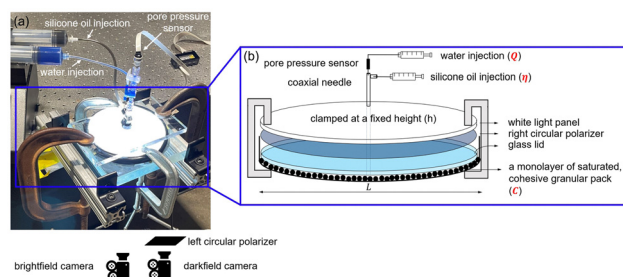 (a)
silicone oil injection
pore pressure
sensor
water injection
(b)
pore pressure sensor
coaxial needle
water injection (Q)
silicone oil injection (η)
clamped at a fixed height (h)
white light panel
right circular polarizer
glass lid
a monolayer of saturated,
cohesive granular pack
(C)
L
left circular polarizer
brightfield camera
darkfield camera